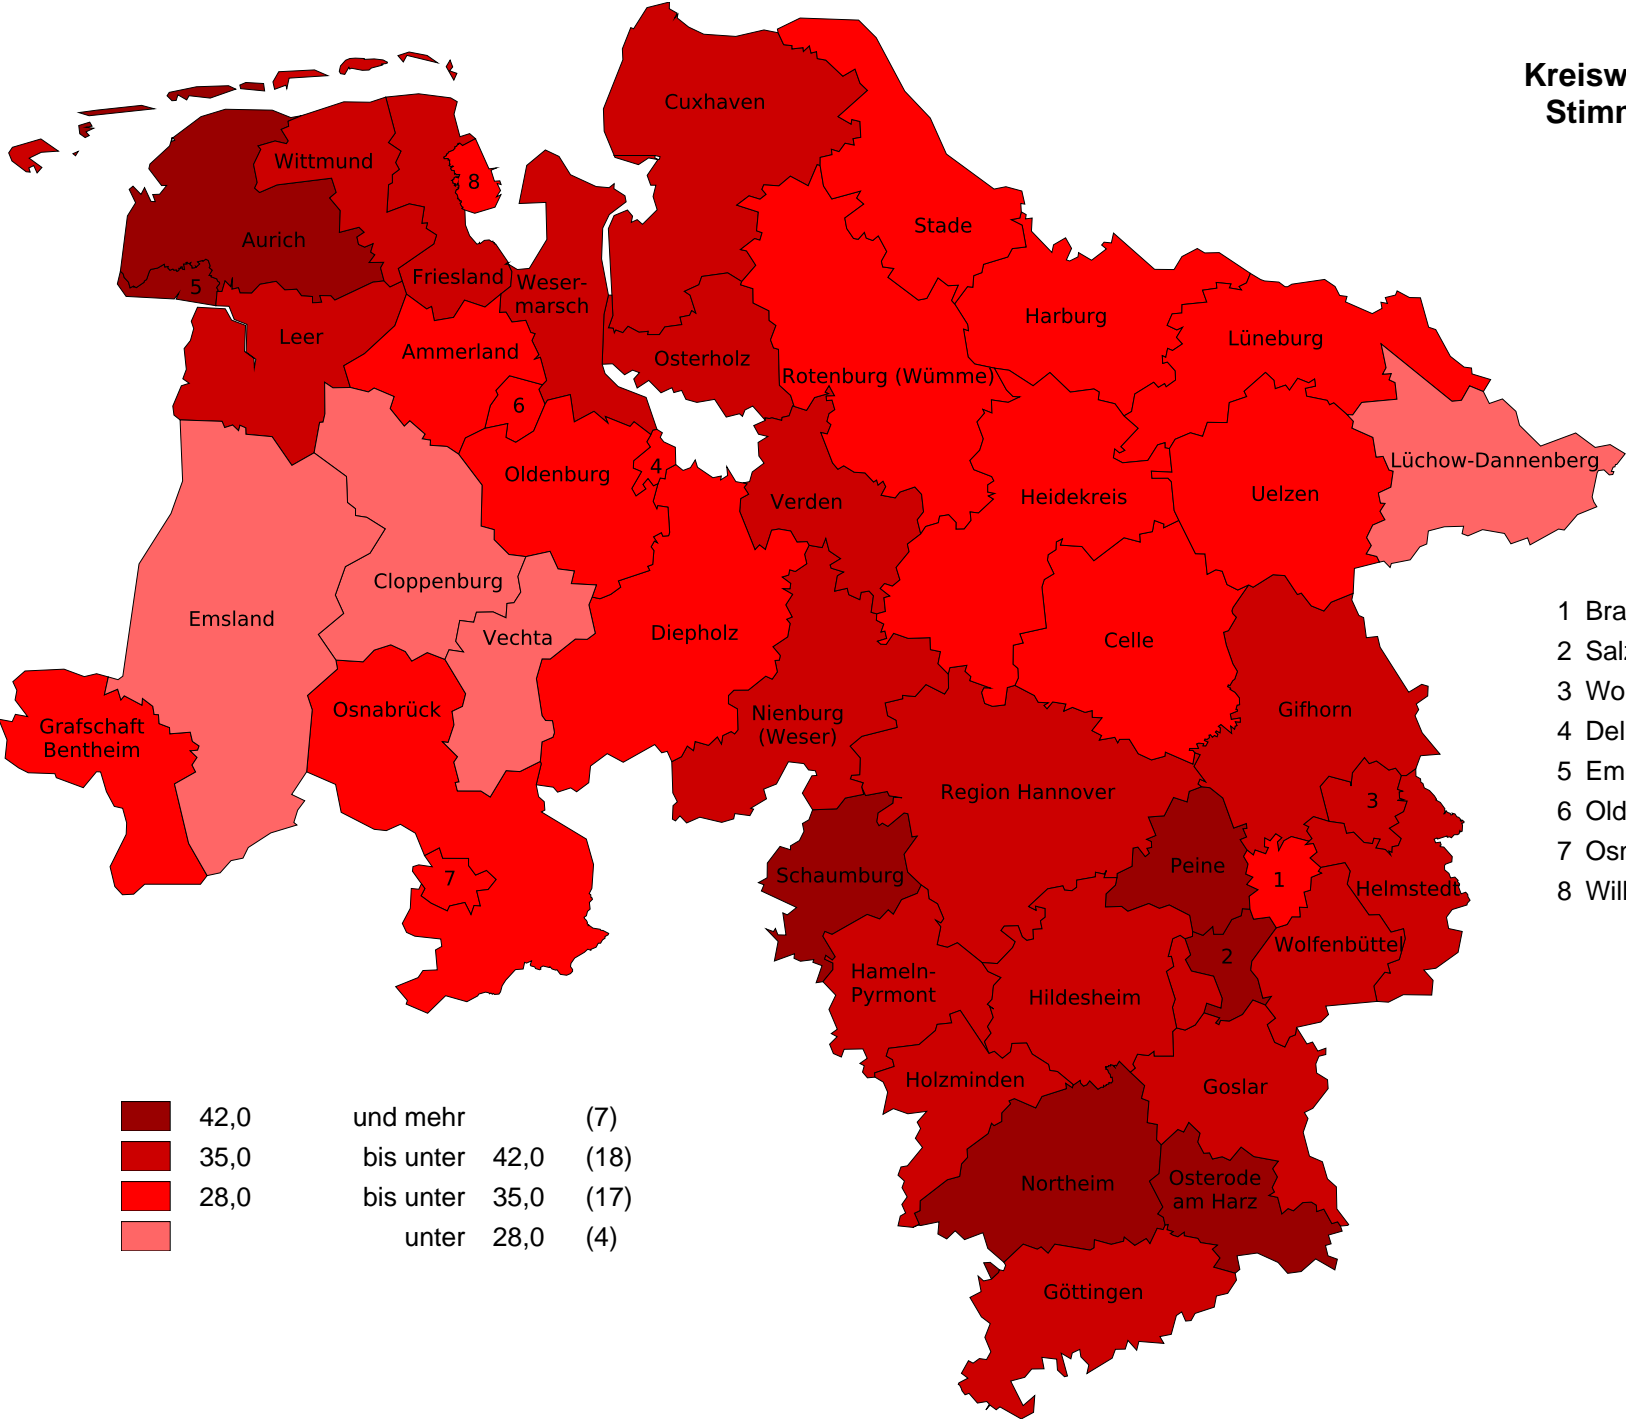 Kreisw
Stimm
Cuxhaven
Wittmund
8
Stade
Aurich
Friesland
5
Weser-
marsch
Harburg
Leer
Lüneburg
Ammerland
Osterholz
Rotenburg (Wümme)
6
4
Lüchow-Dannenberg
Oldenburg
Verden
Heidekreis
Uelzen
Cloppenburg
Emsland
Vechta
Diepholz
Celle
1 Bra
2 Salz
3 Wo
4 Del
5 Em
6 Old
7 Osn
8 Wilh
Osnabrück
Nienburg
(Weser)
Gifhorn
Grafschaft
Bentheim
Region Hannover
3
Peine
Schaumburg
7
1
Helmstedt
Wolfenbüttel
2
Hameln-
Pyrmont
Hildesheim
Holzminden
Goslar
Northeim
Osterode
am Harz
Göttingen
42,0 und mehr (7)
35,0 bis unter 42,0 (18)
28,0 bis unter 35,0 (17)
unter 28,0 (4)